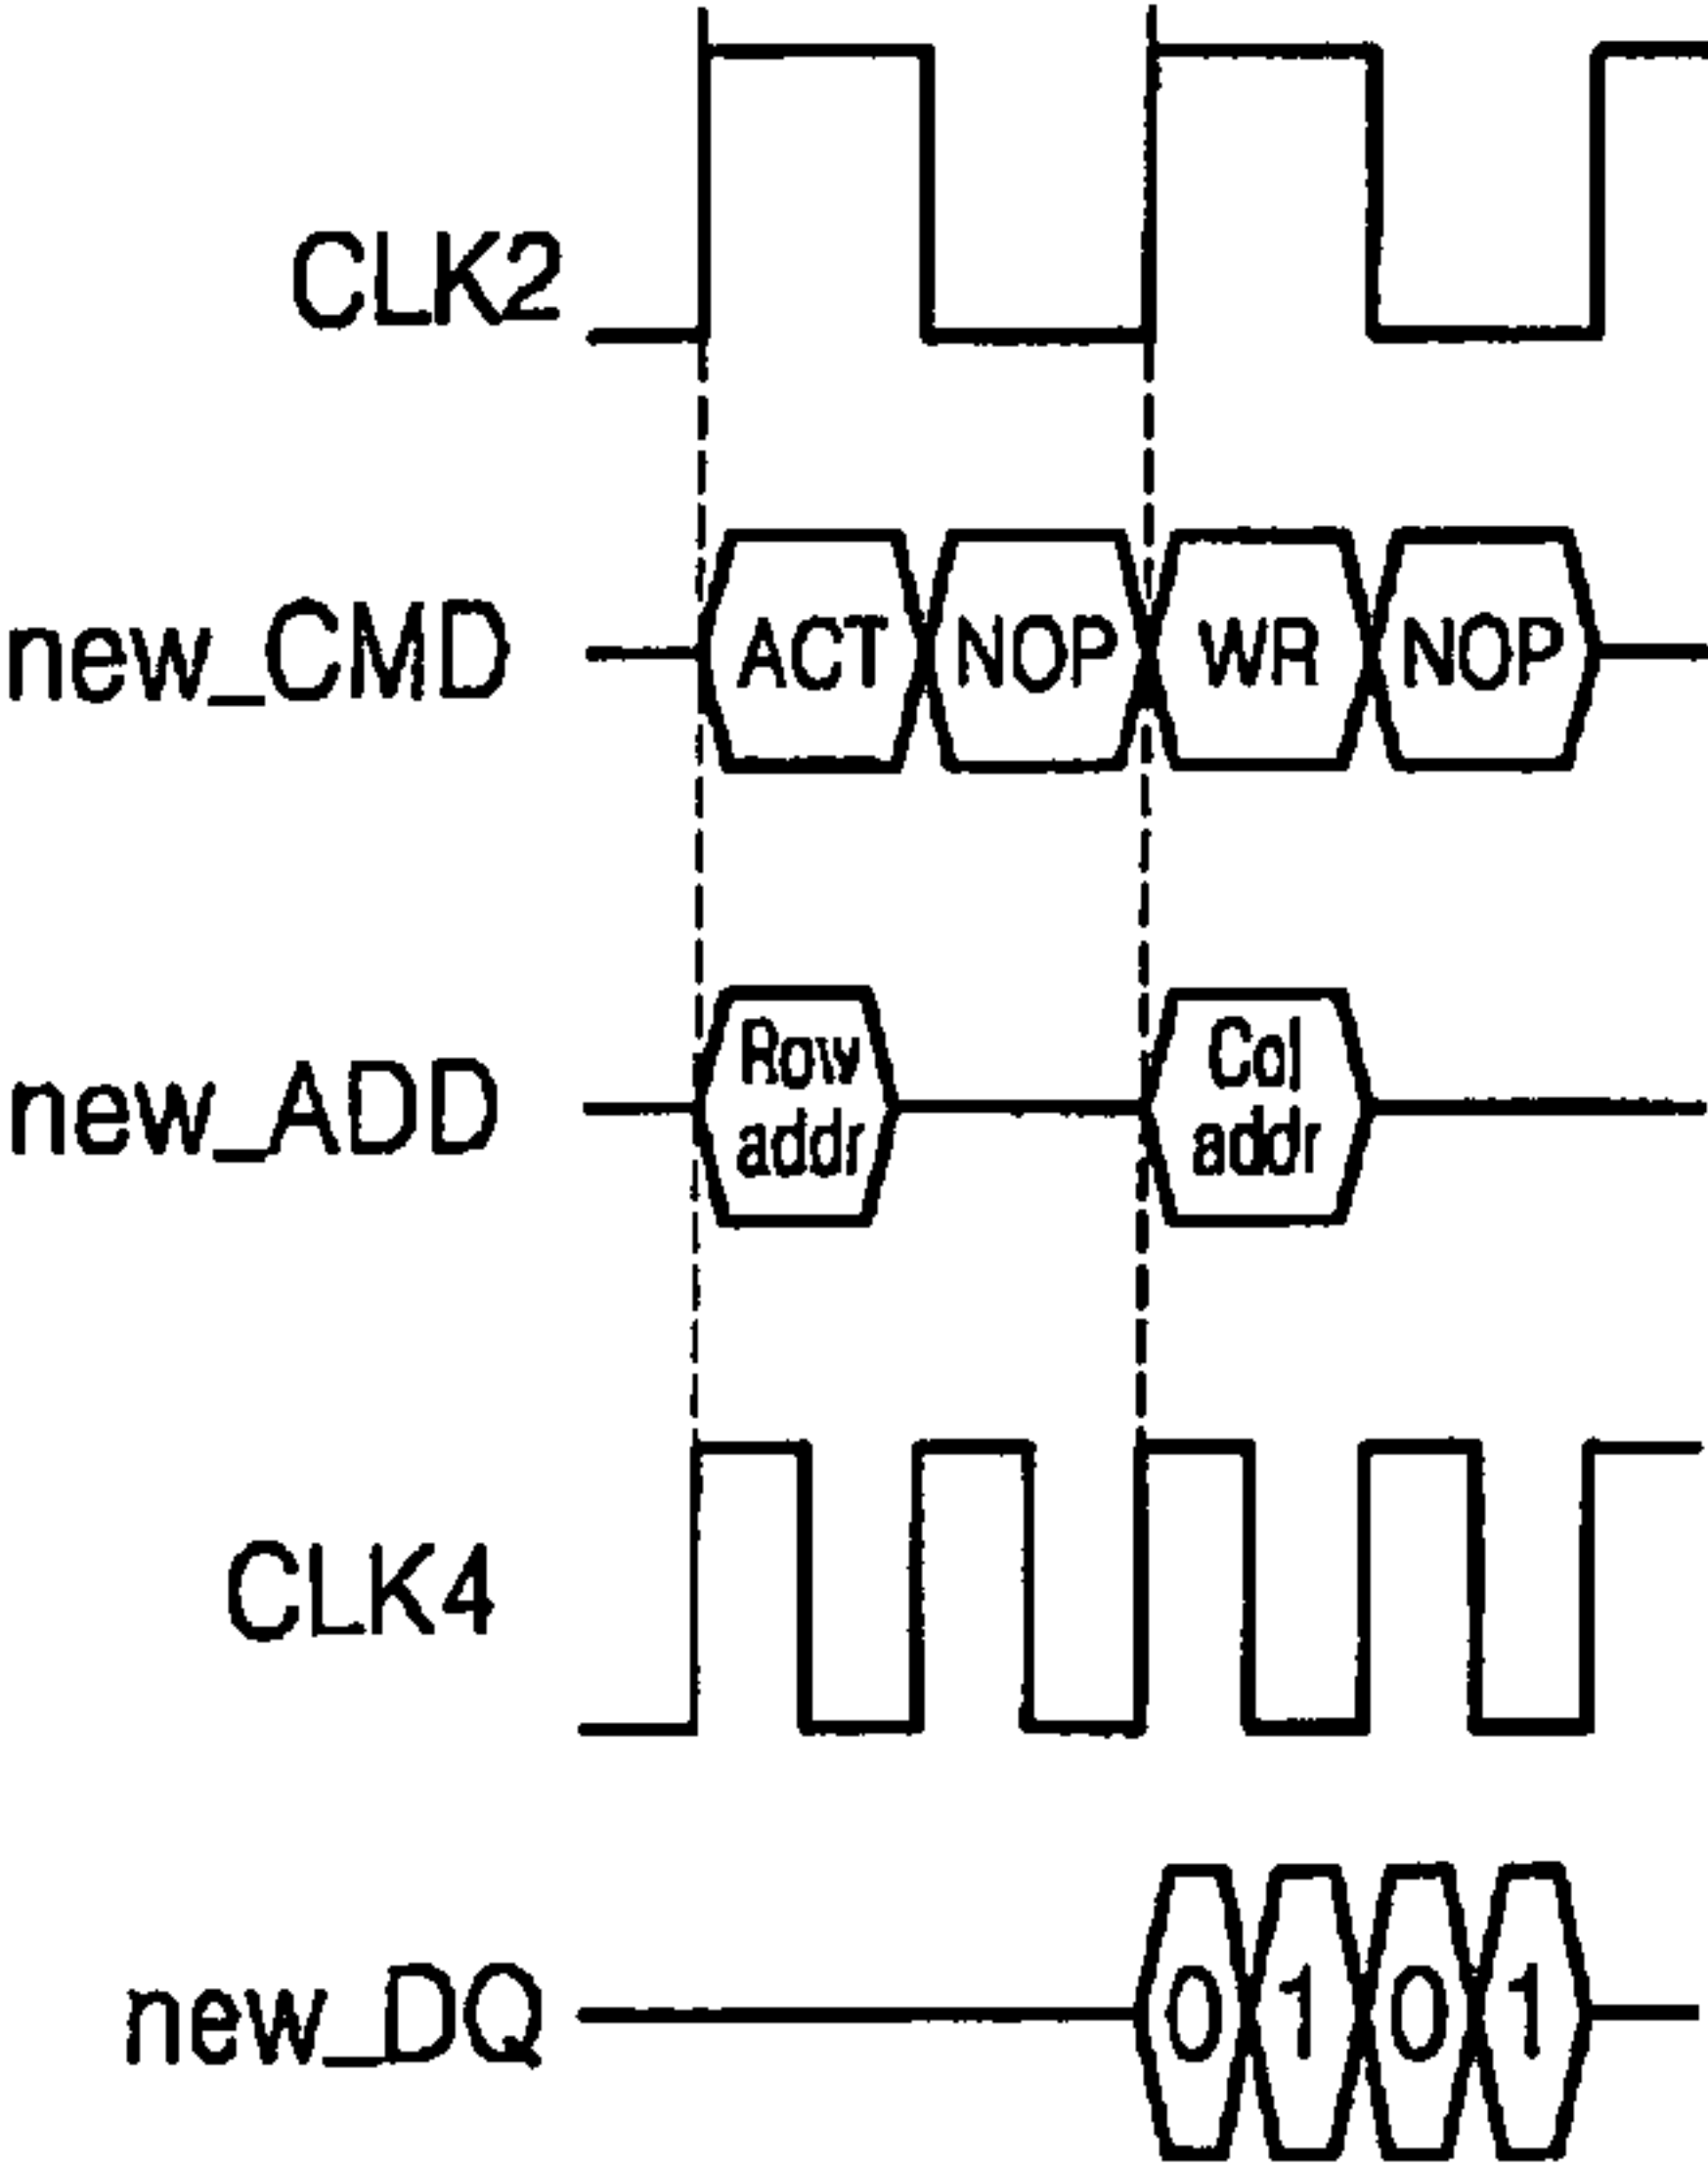 CLK2
new_CMD ACT NOP WR NOP
new_ADD Row addr Col addr
CLK4
new_DQ 0 1 0 1